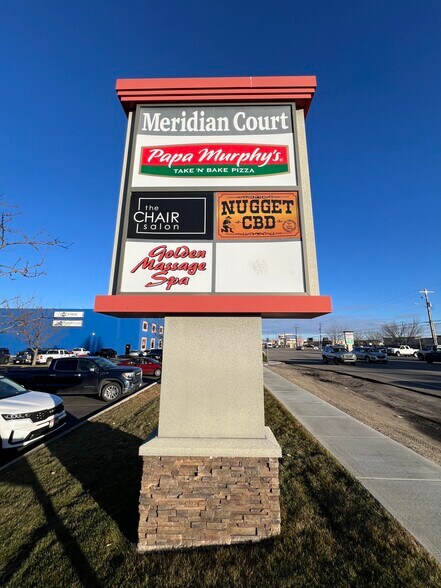 Meridian Court
Papa Murphy's.
TAKE 'N' BAKE PIZZA
the
CHAIR
salon
NUGGET
CBD
Golden
Massage
Spa